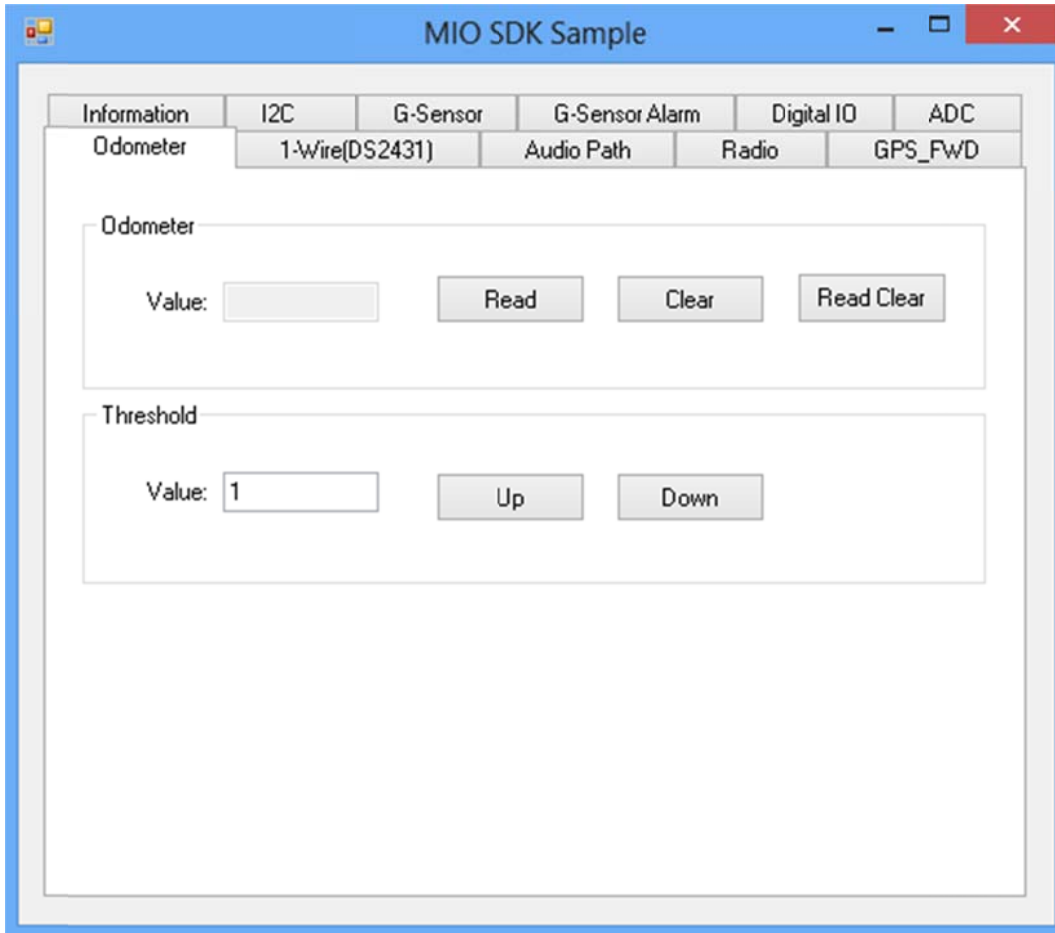 MIO SDK Sample
Information I2C G-Sensor G-Sensor Alarm Digital IO ADC
Odometer 1-Wire(DS2431) Audio Path Radio GPS_FWD
Odometer
Value: Read Clear Read Clear
Threshold
Value: 1 Up Down